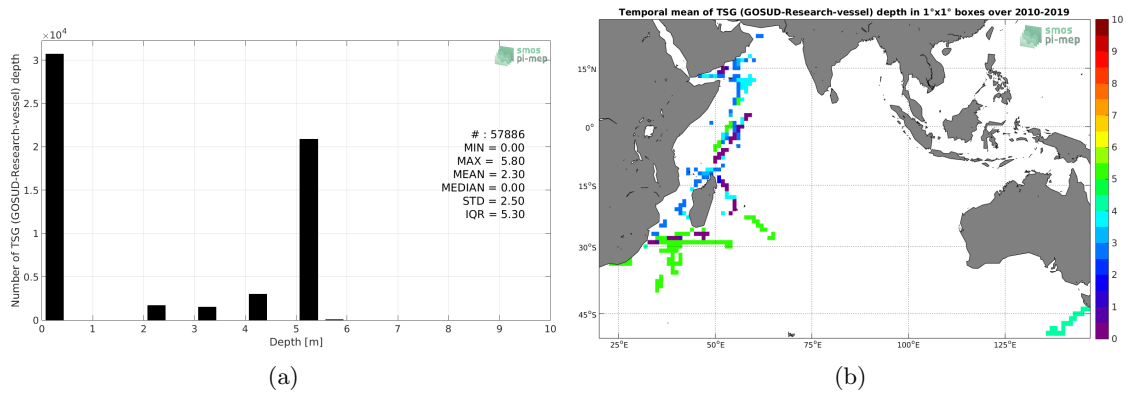 ×10⁴
smos
pi-mep
Number of TSG (GOSUD-Research-vessel) depth
3
2.5
2
1.5
1
0.5
0
# : 57886
MIN = 0.00
MAX = 5.80
MEAN = 2.30
MEDIAN = 0.00
STD = 2.50
IQR = 5.30
0 1 2 3 4 5 6 7 8 9 10
Depth [m]
(a)
Temporal mean of TSG (GOSUD-Research-vessel) depth in 1°x1° boxes over 2010-2019
smos
pi-mep
15°N
0°
15°S
30°S
45°S
25°E 50°E 75°E 100°E 125°E
10
9
8
7
6
5
4
3
2
1
0
(b)